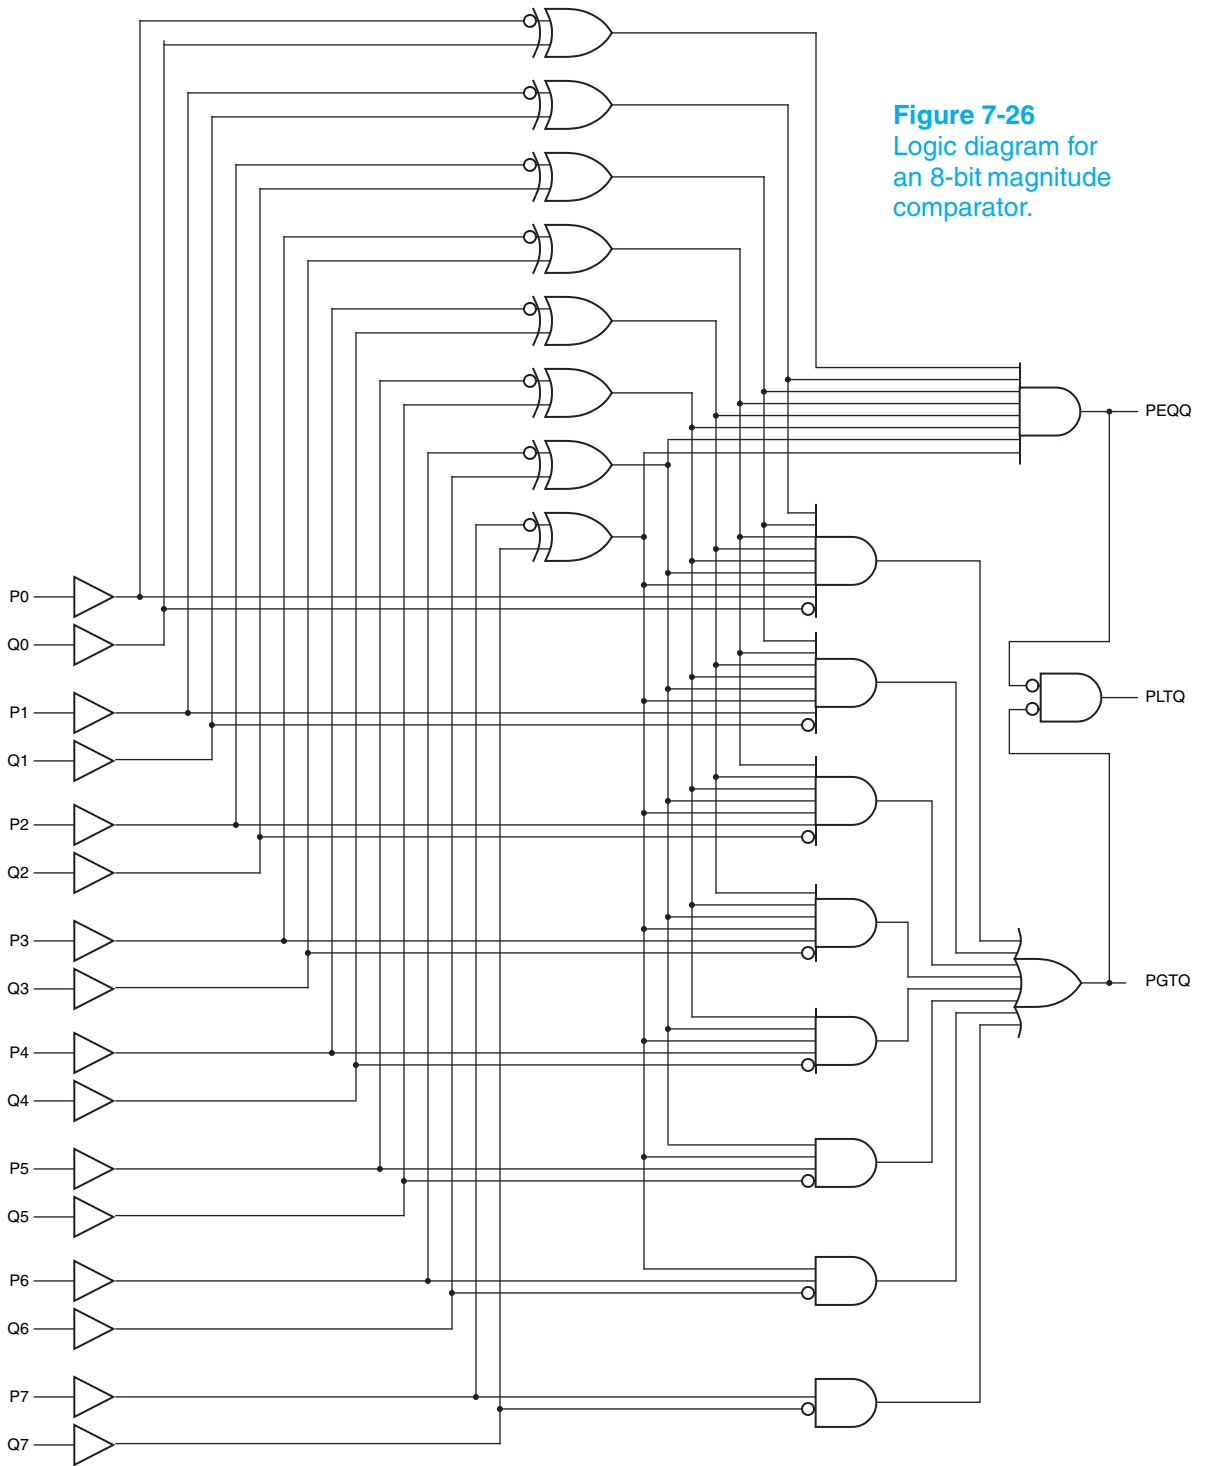 Figure 7-26
Logic diagram for
an 8-bit magnitude
comparator.
PEQQ
P0
Q0
PLTQ
P1
Q1
P2
Q2
P3
Q3
PGTQ
P4
Q4
P5
Q5
P6
Q6
P7
Q7